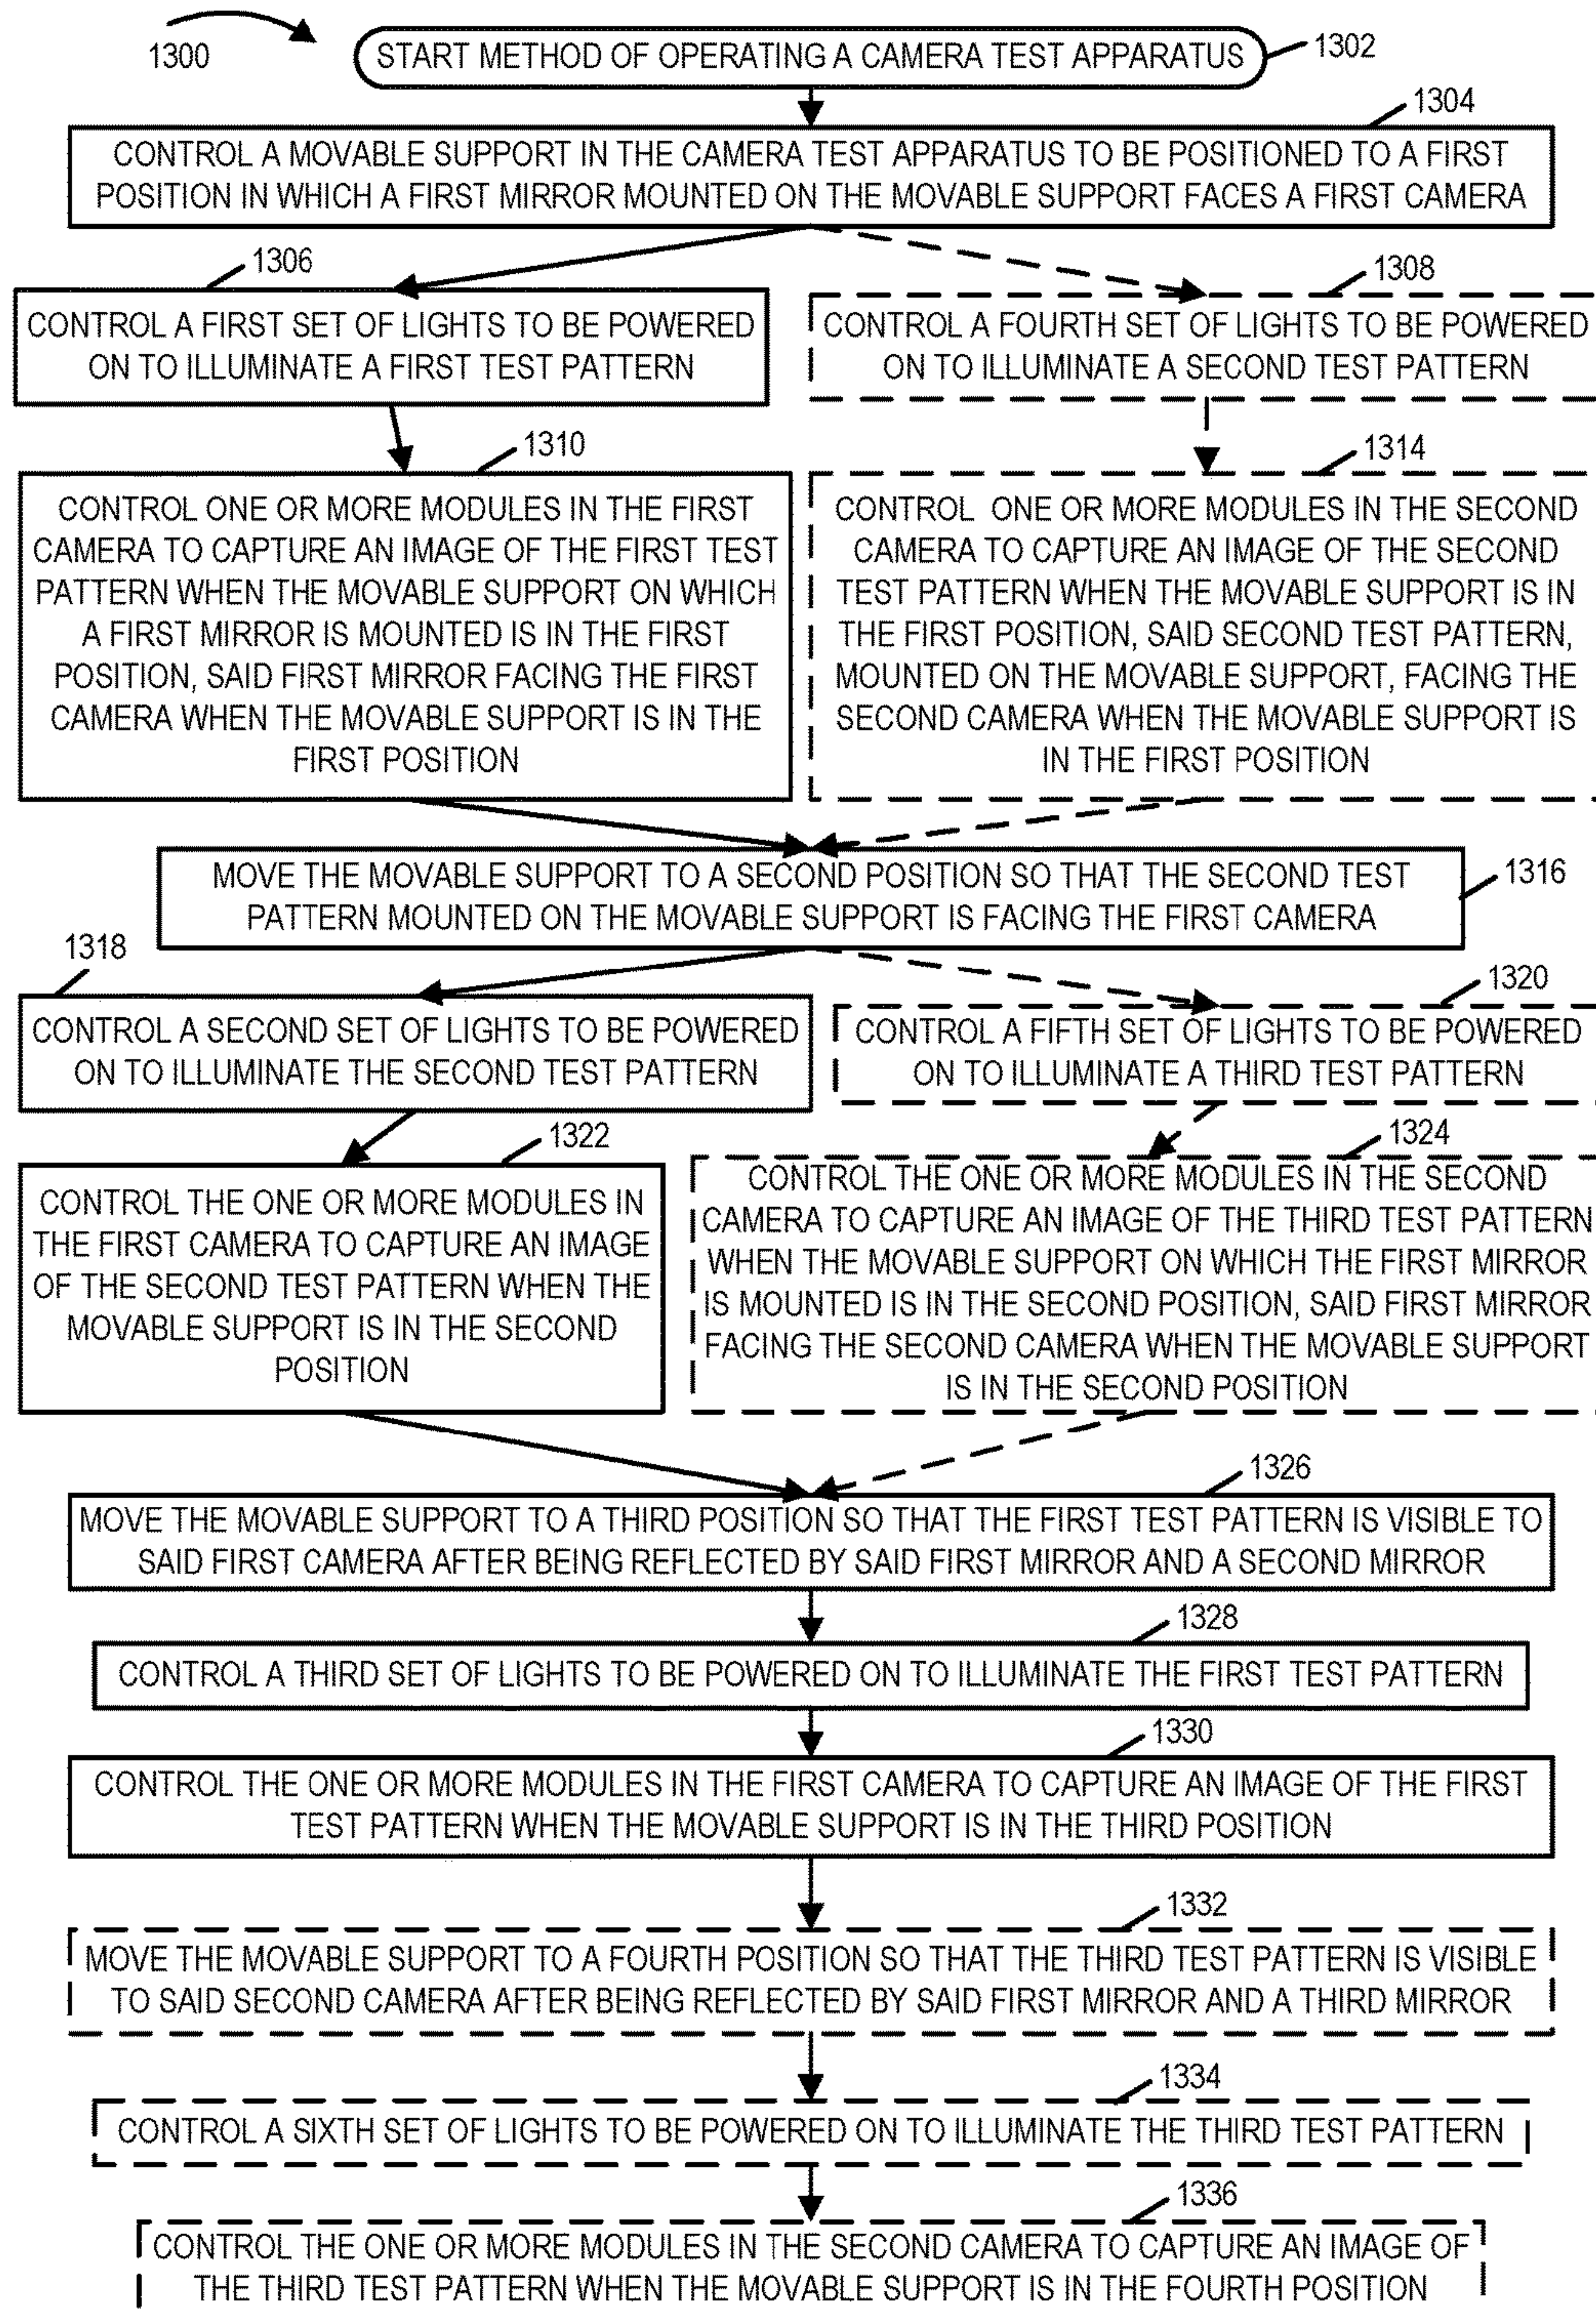 1300
START METHOD OF OPERATING A CAMERA TEST APPARATUS
1302
1304
CONTROL A MOVABLE SUPPORT IN THE CAMERA TEST APPARATUS TO BE POSITIONED TO A FIRST
POSITION IN WHICH A FIRST MIRROR MOUNTED ON THE MOVABLE SUPPORT FACES A FIRST CAMERA
1306
CONTROL A FIRST SET OF LIGHTS TO BE POWERED
ON TO ILLUMINATE A FIRST TEST PATTERN
1308
CONTROL A FOURTH SET OF LIGHTS TO BE POWERED
ON TO ILLUMINATE A SECOND TEST PATTERN
1310
CONTROL ONE OR MORE MODULES IN THE FIRST
CAMERA TO CAPTURE AN IMAGE OF THE FIRST TEST
PATTERN WHEN THE MOVABLE SUPPORT ON WHICH
A FIRST MIRROR IS MOUNTED IS IN THE FIRST
POSITION, SAID FIRST MIRROR FACING THE FIRST
CAMERA WHEN THE MOVABLE SUPPORT IS IN THE
FIRST POSITION
1314
CONTROL ONE OR MORE MODULES IN THE SECOND
CAMERA TO CAPTURE AN IMAGE OF THE SECOND
TEST PATTERN WHEN THE MOVABLE SUPPORT IS IN
THE FIRST POSITION, SAID SECOND TEST PATTERN,
MOUNTED ON THE MOVABLE SUPPORT, FACING THE
SECOND CAMERA WHEN THE MOVABLE SUPPORT IS
IN THE FIRST POSITION
MOVE THE MOVABLE SUPPORT TO A SECOND POSITION SO THAT THE SECOND TEST
PATTERN MOUNTED ON THE MOVABLE SUPPORT IS FACING THE FIRST CAMERA
1316
1318
CONTROL A SECOND SET OF LIGHTS TO BE POWERED
ON TO ILLUMINATE THE SECOND TEST PATTERN
1320
CONTROL A FIFTH SET OF LIGHTS TO BE POWERED
ON TO ILLUMINATE A THIRD TEST PATTERN
1322
CONTROL THE ONE OR MORE MODULES IN
THE FIRST CAMERA TO CAPTURE AN IMAGE
OF THE SECOND TEST PATTERN WHEN THE
MOVABLE SUPPORT IS IN THE SECOND
POSITION
1324
CONTROL THE ONE OR MORE MODULES IN THE SECOND
CAMERA TO CAPTURE AN IMAGE OF THE THIRD TEST PATTERN
WHEN THE MOVABLE SUPPORT ON WHICH THE FIRST MIRROR
IS MOUNTED IS IN THE SECOND POSITION, SAID FIRST MIRROR
FACING THE SECOND CAMERA WHEN THE MOVABLE SUPPORT
IS IN THE SECOND POSITION
1326
MOVE THE MOVABLE SUPPORT TO A THIRD POSITION SO THAT THE FIRST TEST PATTERN IS VISIBLE TO
SAID FIRST CAMERA AFTER BEING REFLECTED BY SAID FIRST MIRROR AND A SECOND MIRROR
1328
CONTROL A THIRD SET OF LIGHTS TO BE POWERED ON TO ILLUMINATE THE FIRST TEST PATTERN
1330
CONTROL THE ONE OR MORE MODULES IN THE FIRST CAMERA TO CAPTURE AN IMAGE OF THE FIRST
TEST PATTERN WHEN THE MOVABLE SUPPORT IS IN THE THIRD POSITION
1332
MOVE THE MOVABLE SUPPORT TO A FOURTH POSITION SO THAT THE THIRD TEST PATTERN IS VISIBLE
TO SAID SECOND CAMERA AFTER BEING REFLECTED BY SAID FIRST MIRROR AND A THIRD MIRROR
1334
CONTROL A SIXTH SET OF LIGHTS TO BE POWERED ON TO ILLUMINATE THE THIRD TEST PATTERN
1336
CONTROL THE ONE OR MORE MODULES IN THE SECOND CAMERA TO CAPTURE AN IMAGE OF
THE THIRD TEST PATTERN WHEN THE MOVABLE SUPPORT IS IN THE FOURTH POSITION